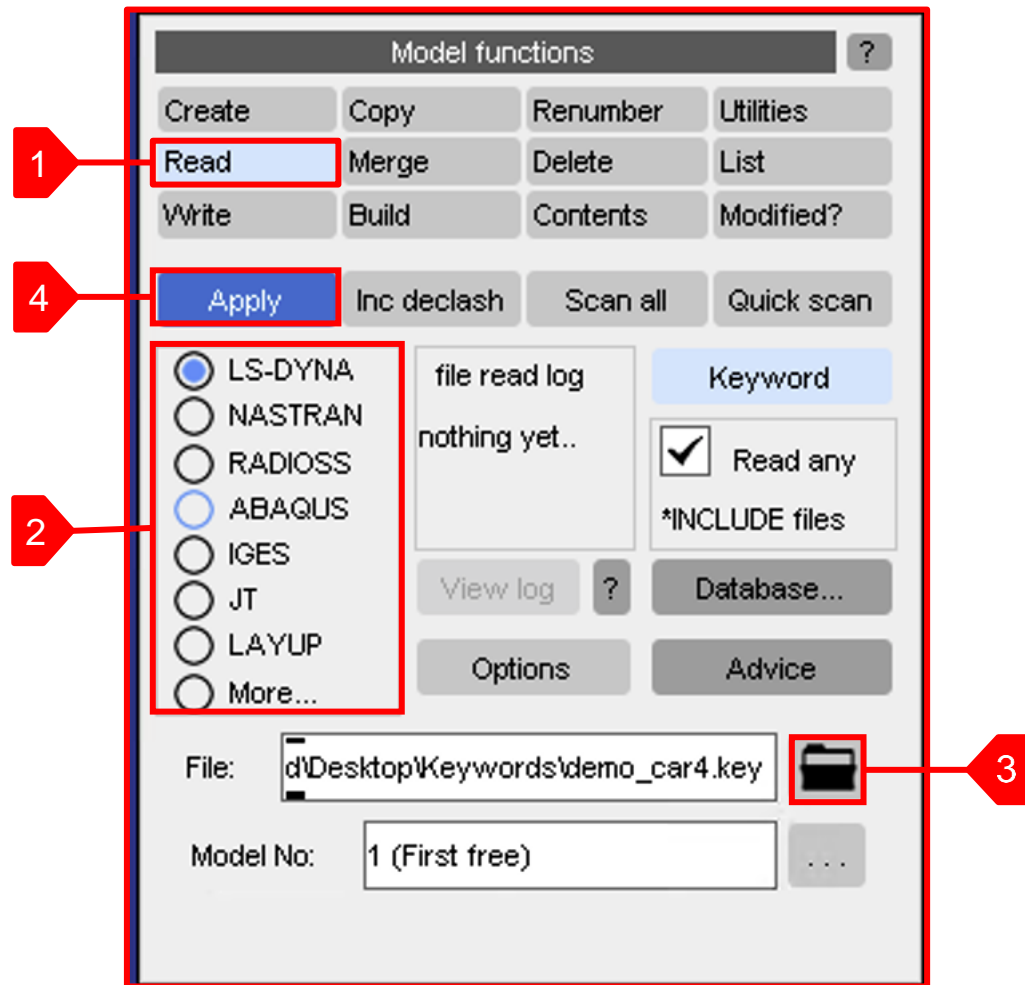 Model functions ?
Create Copy Renumber Utilities
1 Read Merge Delete List
Write Build Contents Modified?
4 Apply Inc declash Scan all Quick scan
LS-DYNA file read log Keyword
NASTRAN nothing yet..
RADIOSS Read any
2 ABAQUS *INCLUDE files
IGES
JT View log ? Database...
LAYUP Options Advice
More...
File: d\Desktop\Keywords\demo_car4.key 3
Model No: 1 (First free) ...